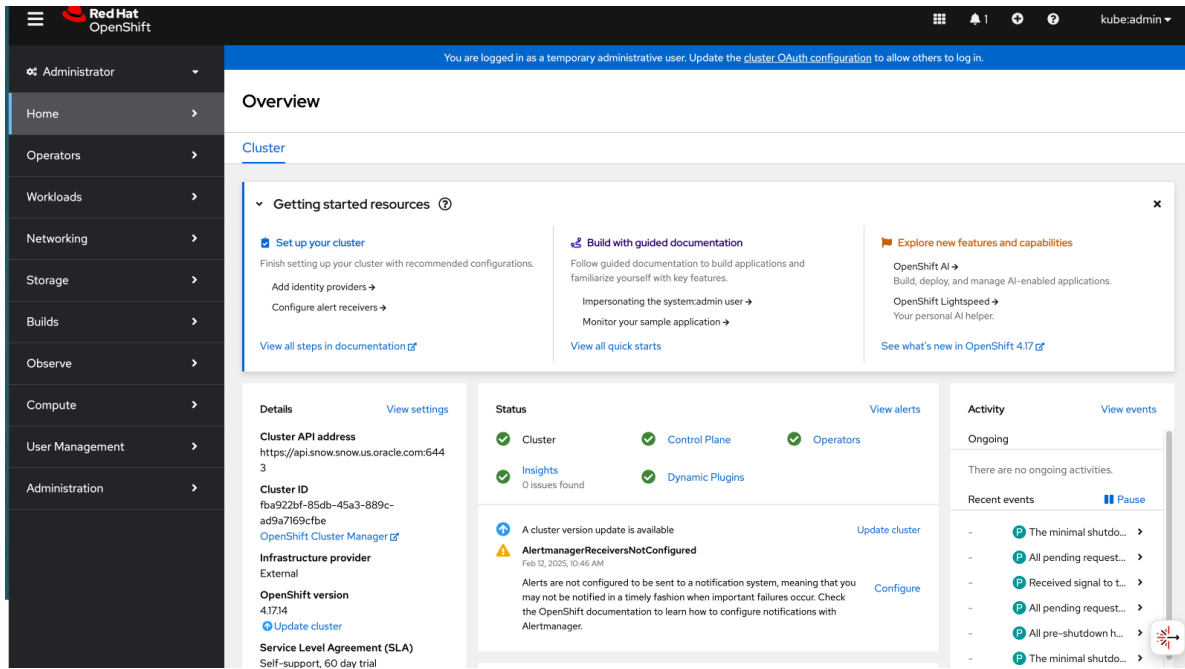 Red Hat
OpenShift
1
kube:admin
You are logged in as a temporary administrative user. Update the cluster OAuth configuration to allow others to log in.
Administrator
Home
Operators
Workloads
Networking
Storage
Builds
Observe
Compute
User Management
Administration
Overview
Cluster
Getting started resources
Set up your cluster
Finish setting up your cluster with recommended configurations.
Add identity providers
Configure alert receivers
View all steps in documentation
Build with guided documentation
Follow guided documentation to build applications and
familiarize yourself with key features.
Impersonating the system:admin user
Monitor your sample application
View all quick starts
Explore new features and capabilities
OpenShift AI
Build, deploy, and manage AI-enabled applications.
OpenShift Lightspeed
Your personal AI helper.
See what's new in OpenShift 4.17
Details
View settings
Cluster API address
https://api.snow.snow.us.oracle.com:644
3
Cluster ID
fba922bf-85db-45a3-889c-
ad9a7169cfbe
OpenShift Cluster Manager
Infrastructure provider
External
OpenShift version
4.17.14
Update cluster
Service Level Agreement (SLA)
Self-support, 60 day trial
Status
View alerts
Cluster
Control Plane
Operators
Insights
0 issues found
Dynamic Plugins
A cluster version update is available
Update cluster
AlertmanagerReceiversNotConfigured
Feb 12, 2025, 10:46 AM
Alerts are not configured to be sent to a notification system, meaning that you
may not be notified in a timely fashion when important failures occur. Check
the OpenShift documentation to learn how to configure notifications with
Alertmanager.
Configure
Activity
View events
Ongoing
There are no ongoing activities.
Recent events
Pause
- P The minimal shutdo...
- P All pending request...
- P Received signal to t...
- P All pending request...
- P All pre-shutdown h...
- P The minimal shutdo...